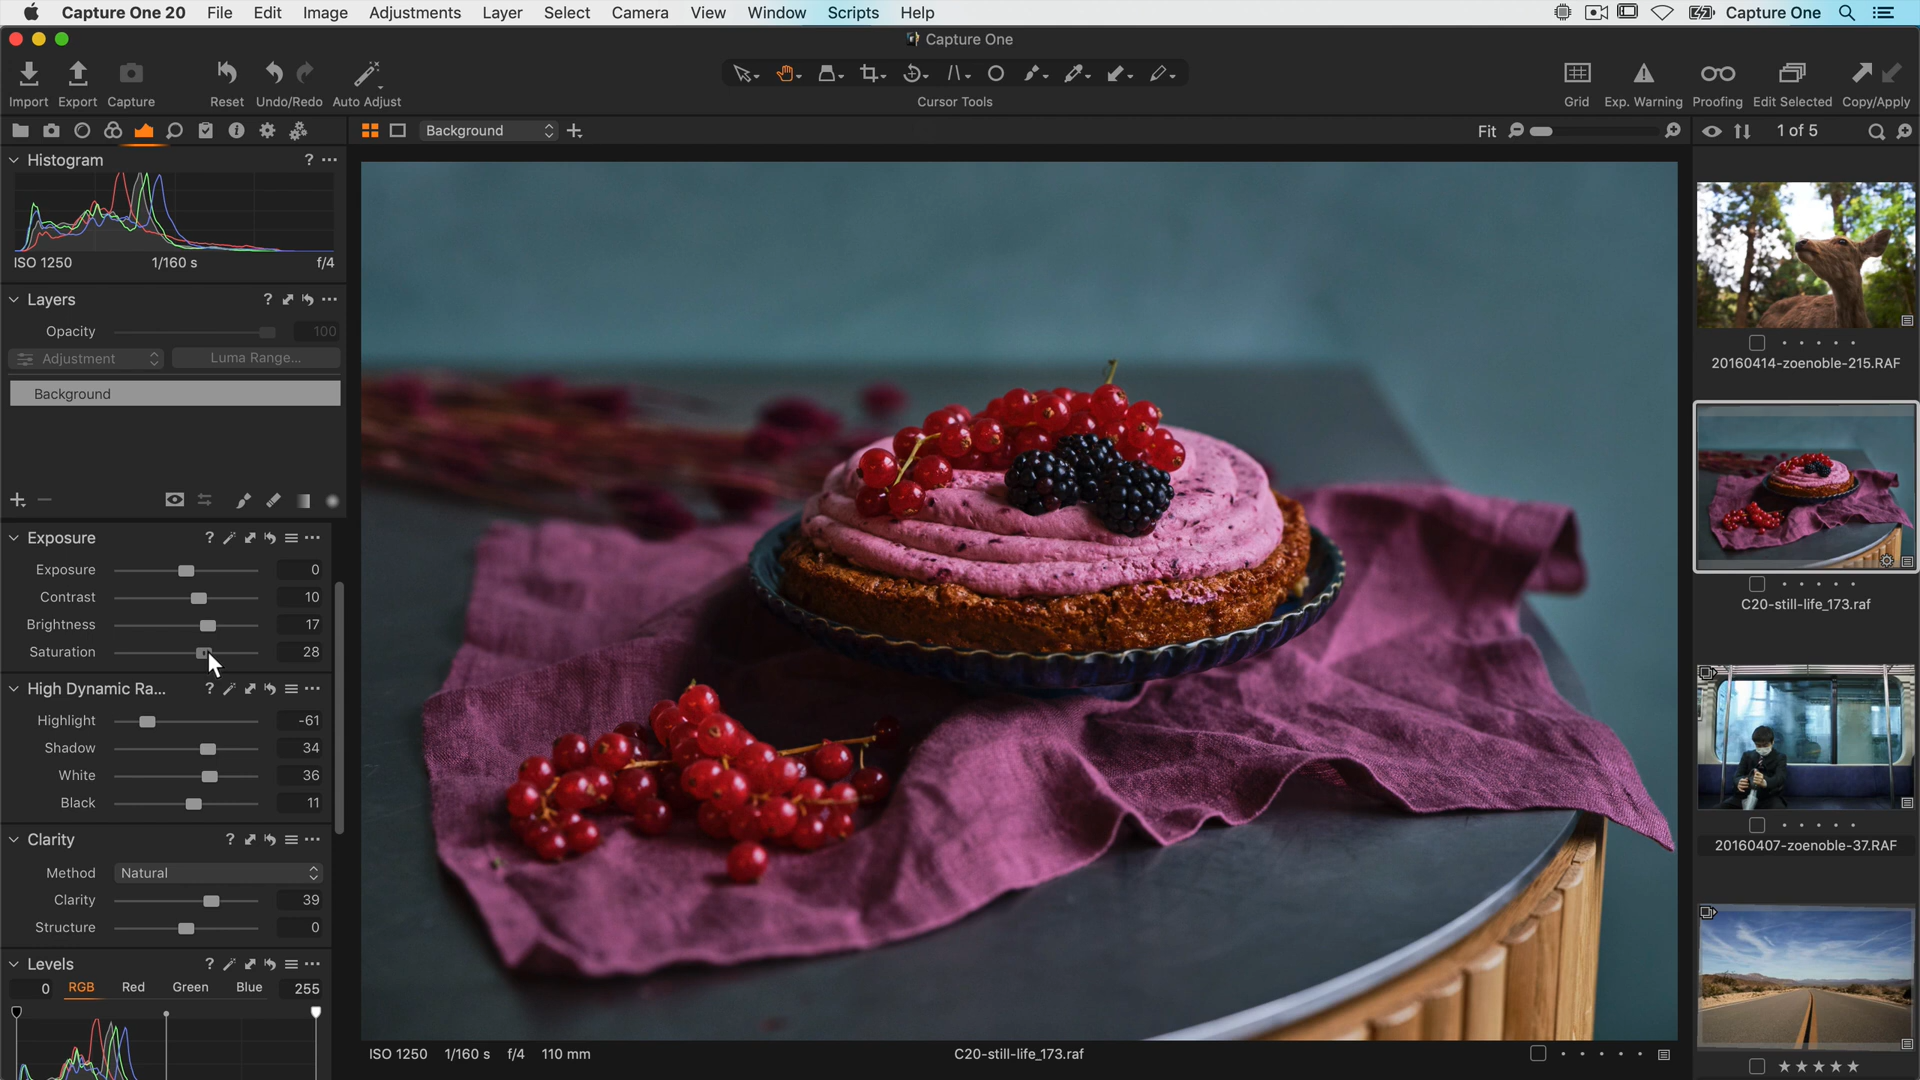 Capture One 20 File Edit Image Adjustments Layer Select Camera View Window Scripts Help Capture One
Capture One
Import Export Capture Reset Undo/Redo Auto Adjust Cursor Tools Grid Exp. Warning Proofing Edit Selected Copy/Apply
Background Fit 1 of 5
Histogram ?
ISO 1250 1/160 s f/4
Layers ?
Opacity 100
Adjustment Luma Range...
Background
Exposure ?
Exposure 0
Contrast 10
Brightness 17
Saturation 28
High Dynamic Ra... ?
Highlight -61
Shadow 34
White 36
Black 11
Clarity ?
Method Natural
Clarity 39
Structure 0
Levels ?
0 RGB Red Green Blue 255
ISO 1250 1/160 s f/4 110 mm C20-still-life_173.raf
20160414-zoenoble-215.RAF
C20-still-life_173.raf
20160407-zoenoble-37.RAF